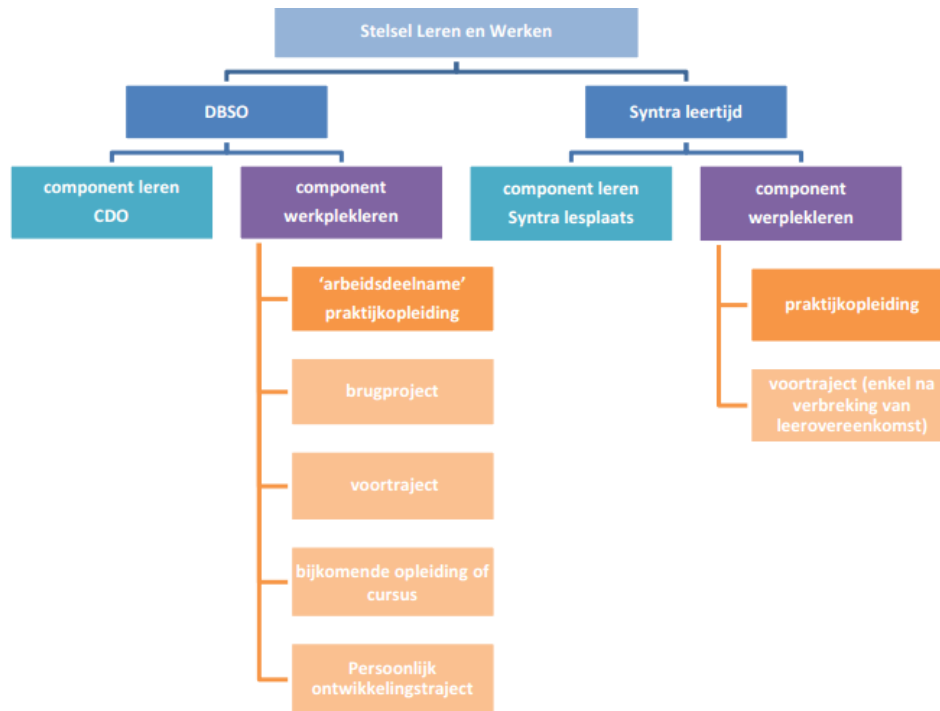 Stelsel Leren en Werken
DBSO
Syntra leertijd
component leren
CDO
component
werkplekleren
component leren
Syntra lesplaats
component
werplekleren
‘arbeidsdeelname’
praktijkopleiding
brugproject
voortraject
bijkomende opleiding of
cursus
Persoonlijk
ontwikkelingstraject
praktijkopleiding
voortraject (enkel na
verbreking van
leerovereenkomst)